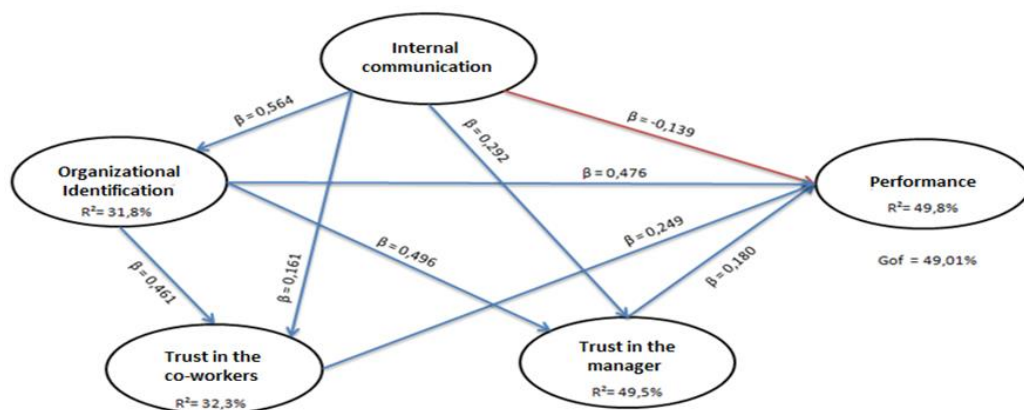 Internal
communication
β = 0,564
β = 0,292
β = -0,139
Organizational
Identification
R²= 31,8%
β = 0,476
Performance
R²= 49,8%
Gof = 49,01%
β = 0,461
β = 0,161
β = 0,496
β = 0,249
β = 0,180
Trust in the
co-workers
R²= 32,3%
Trust in the
manager
R²= 49,5%